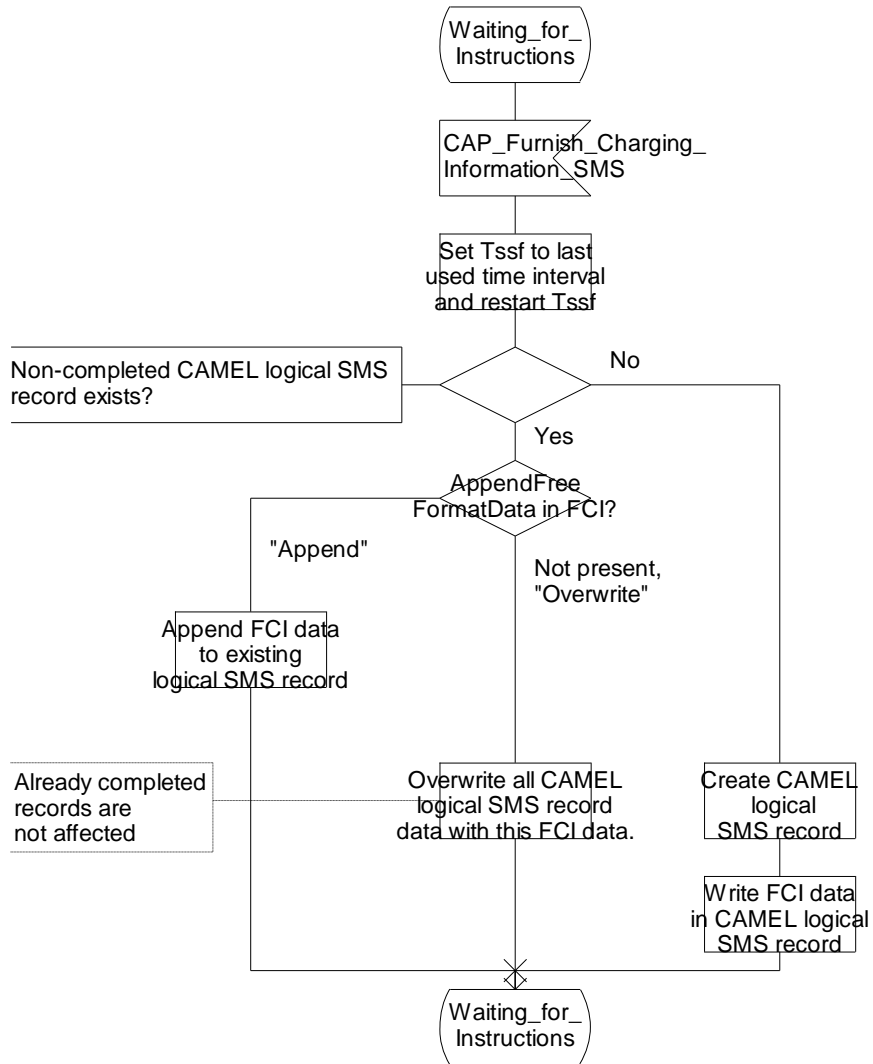 Waiting_for_
Instructions
CAP_Furnish_Charging_
Information_SMS
Set Tssf to last
used time interval
and restart Tssf
Non-completed CAMEL logical SMS
record exists?
No
Yes
AppendFree
FormatData in FCI?
"Append"
Not present,
"Overwrite"
Append FCI data
to existing
logical SMS record
Already completed
records are
not affected
Overwrite all CAMEL
logical SMS record
data with this FCI data.
Create CAMEL
logical
SMS record
Write FCI data
in CAMEL logical
SMS record
Waiting_for_
Instructions